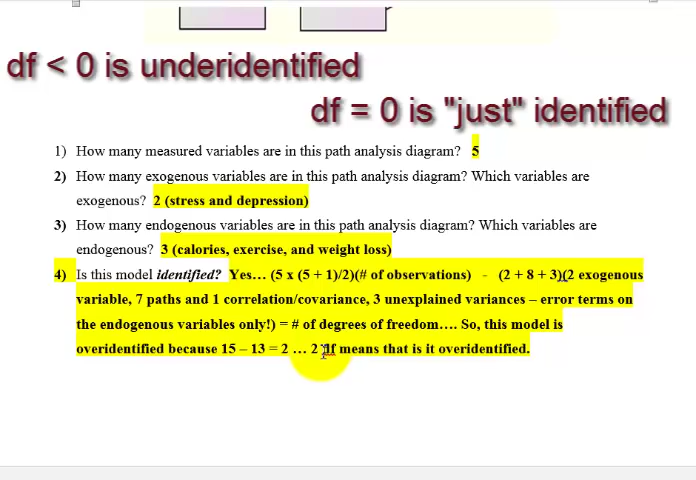 df < 0 is underidentified
df = 0 is "just" identified
1) How many measured variables are in this path analysis diagram? 5
2) How many exogenous variables are in this path analysis diagram? Which variables are
exogenous? 2 (stress and depression)
3) How many endogenous variables are in this path analysis diagram? Which variables are
endogenous? 3 (calories, exercise, and weight loss)
4) Is this model identified? Yes… (5 x (5 + 1)/2)(# of observations) - (2 + 8 + 3)(2 exogenous
variable, 7 paths and 1 correlation/covariance, 3 unexplained variances – error terms on
the endogenous variables only!) = # of degrees of freedom…. So, this model is
overidentified because 15 – 13 = 2 … 2 df means that is it overidentified.